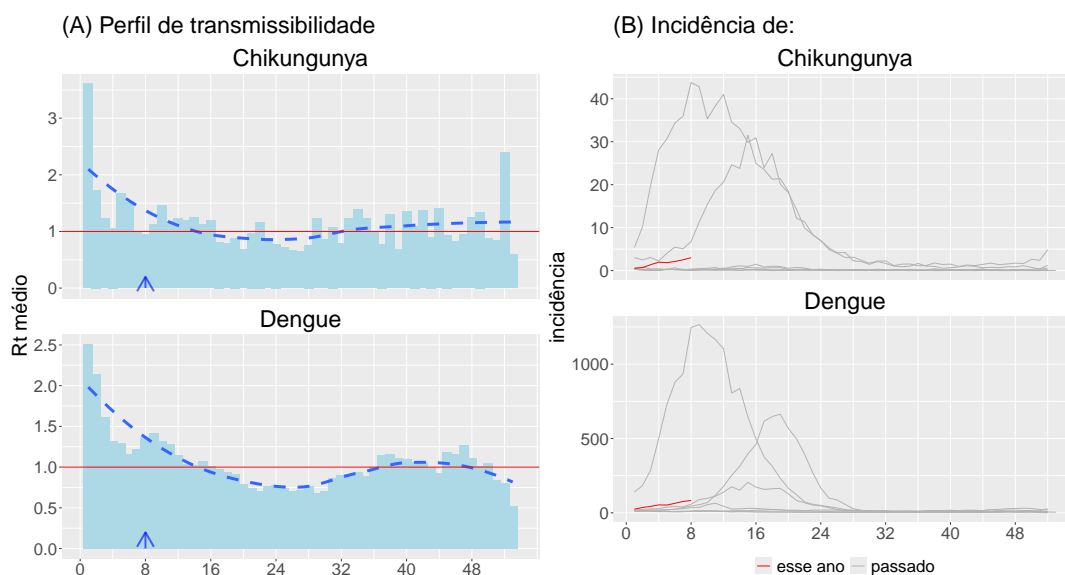 (A) Perfil de transmissibilidade
Chikungunya
3
2
1
0
Dengue
2.5
2.0
1.5
1.0
0.5
0.0
0 8 16 24 32 40 48
Rt médio
(B) Incidência de:
Chikungunya
40
30
20
10
0
Dengue
1000
500
0
0 8 16 24 32 40 48
incidência
esse ano passado